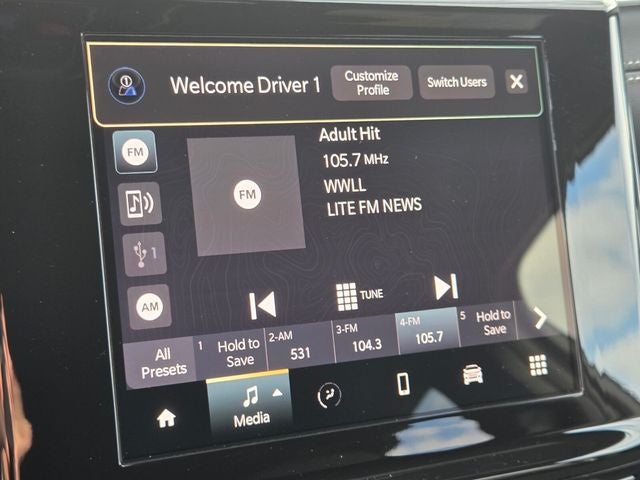 Welcome Driver 1
Customize
Profile
Switch Users
FM
Adult Hit
105.7 MHz
WWLL
LITE FM NEWS
FM
1
AM
TUNE
All
Presets
1 Hold to
Save
2-AM
531
3-FM
104.3
4-FM
105.7
5 Hold to
Save
Media